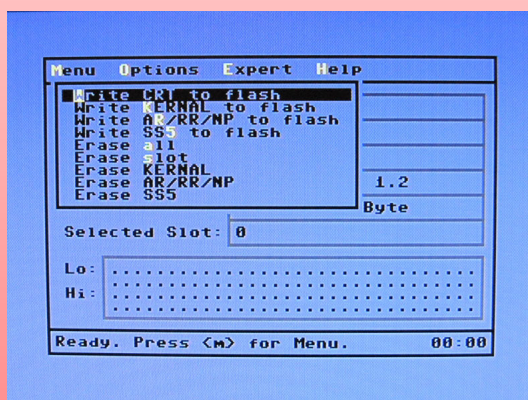 Menu Options Expert Help
Write CRT to flash
Write KERNAL to flash
Write AR/RR/NP to flash
Write SS5 to flash
Erase all
Erase slot
Erase KERNAL
Erase AR/RR/NP
Erase SS5
1.2
Byte
Selected Slot: 0
Lo:
Hi:
Ready. Press <m> for Menu. 00:00